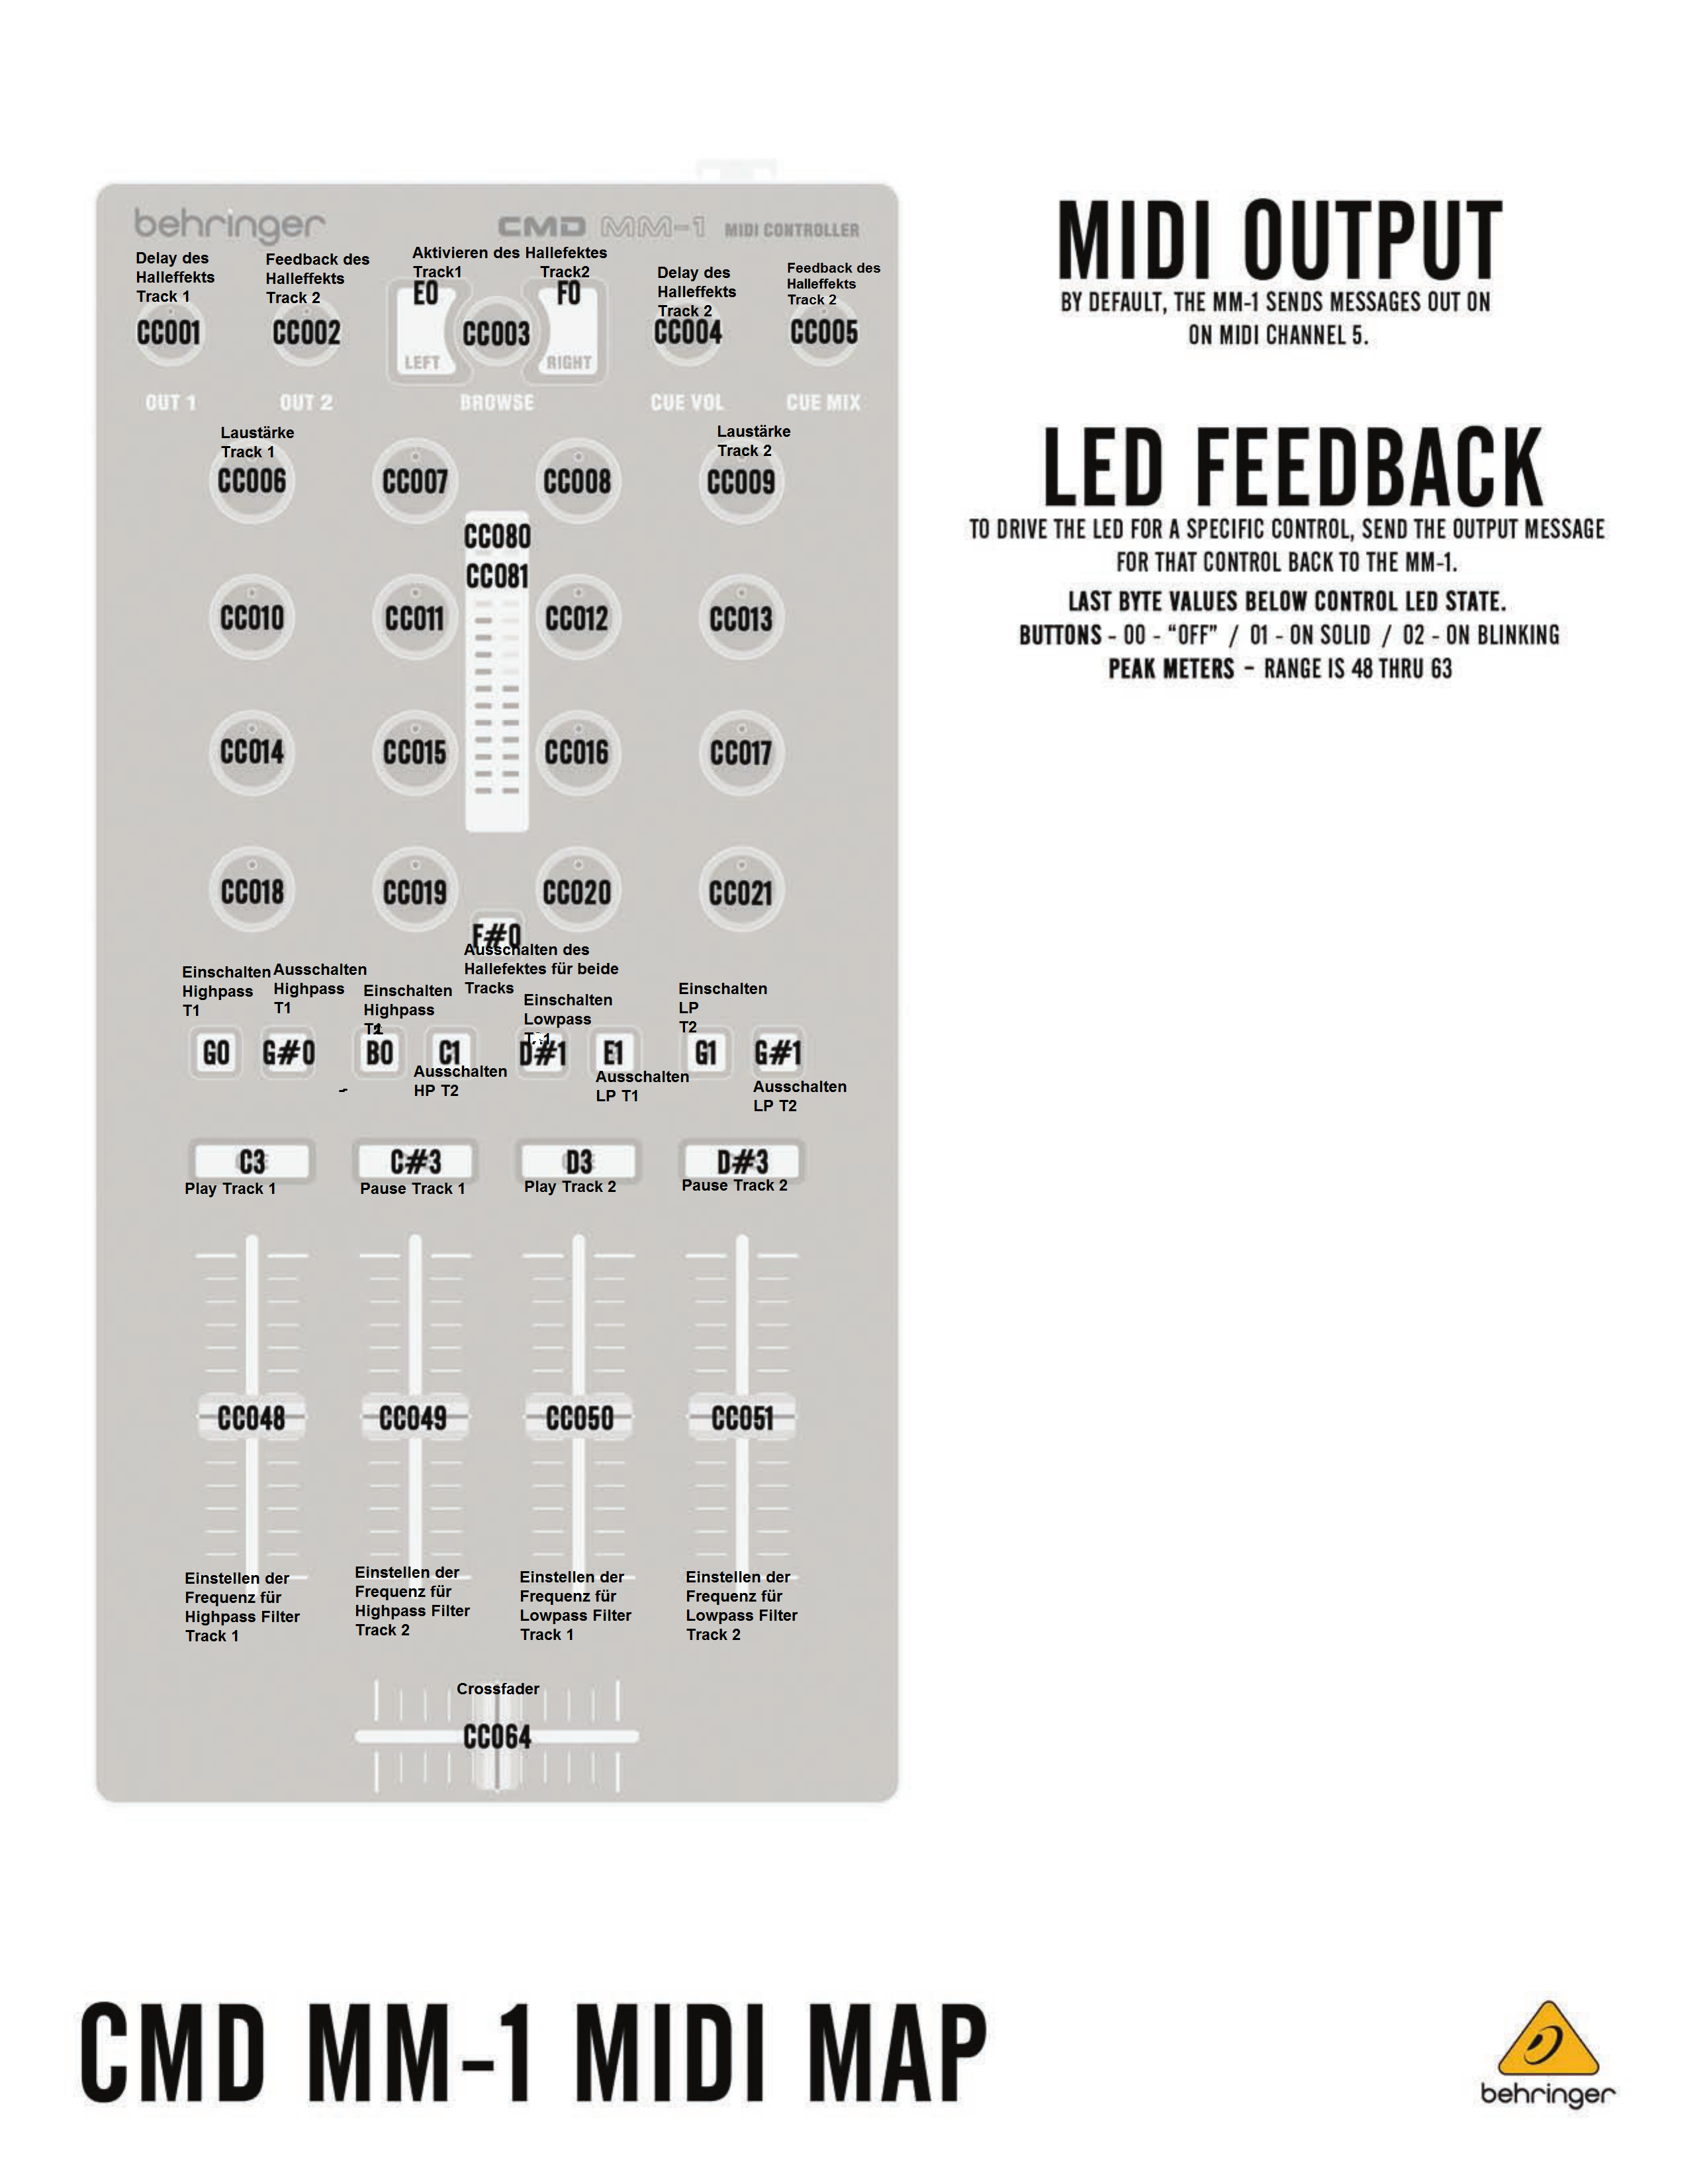 behringer
CMD MM-1 MIDI CONTROLLER
Delay des
Halleffekts
Track 1
Feedback des
Halleffekts
Track 2
Aktivieren des Hallefektes
Track1 Track2
Delay des
Halleffekts
Track 2
Feedback des
Halleffekts
Track 2
E0 F0
CC001 CC002 CC003 CC004 CC005
LEFT RIGHT
OUT 1 OUT 2 BROWSE CUE VOL CUE MIX
Laustärke
Track 1
Laustärke
Track 2
CC006 CC007 CC008 CC009
CC080
CC081
CC010 CC011 CC012 CC013
CC014 CC015 CC016 CC017
CC018 CC019 CC020 CC021
F#0
Ausschalten des
Hallefektes für beide
Tracks
Einschalten
Highpass
T1
Ausschalten
Highpass
T1
Einschalten
Highpass
Einschalten
Lowpass
Einschalten
LP
T2
G0 G#0 B0 C1 D#1 E1 G1 G#1
Ausschalten
HP T2
Ausschalten
LP T1
Ausschalten
LP T2
C3 C#3 D3 D#3
Play Track 1 Pause Track 1 Play Track 2 Pause Track 2
CC048 CC049 CC050 CC051
Einstellen der
Frequenz für
Highpass Filter
Track 1
Einstellen der
Frequenz für
Highpass Filter
Track 2
Einstellen der
Frequenz für
Lowpass Filter
Track 1
Einstellen der
Frequenz für
Lowpass Filter
Track 2
Crossfader
CC064
MIDI OUTPUT
BY DEFAULT, THE MM-1 SENDS MESSAGES OUT ON
ON MIDI CHANNEL 5.
LED FEEDBACK
TO DRIVE THE LED FOR A SPECIFIC CONTROL, SEND THE OUTPUT MESSAGE
FOR THAT CONTROL BACK TO THE MM-1.
LAST BYTE VALUES BELOW CONTROL LED STATE.
BUTTONS - 00 - “OFF” / 01 - ON SOLID / 02 - ON BLINKING
PEAK METERS - RANGE IS 48 THRU 63
CMD MM-1 MIDI MAP
behringer